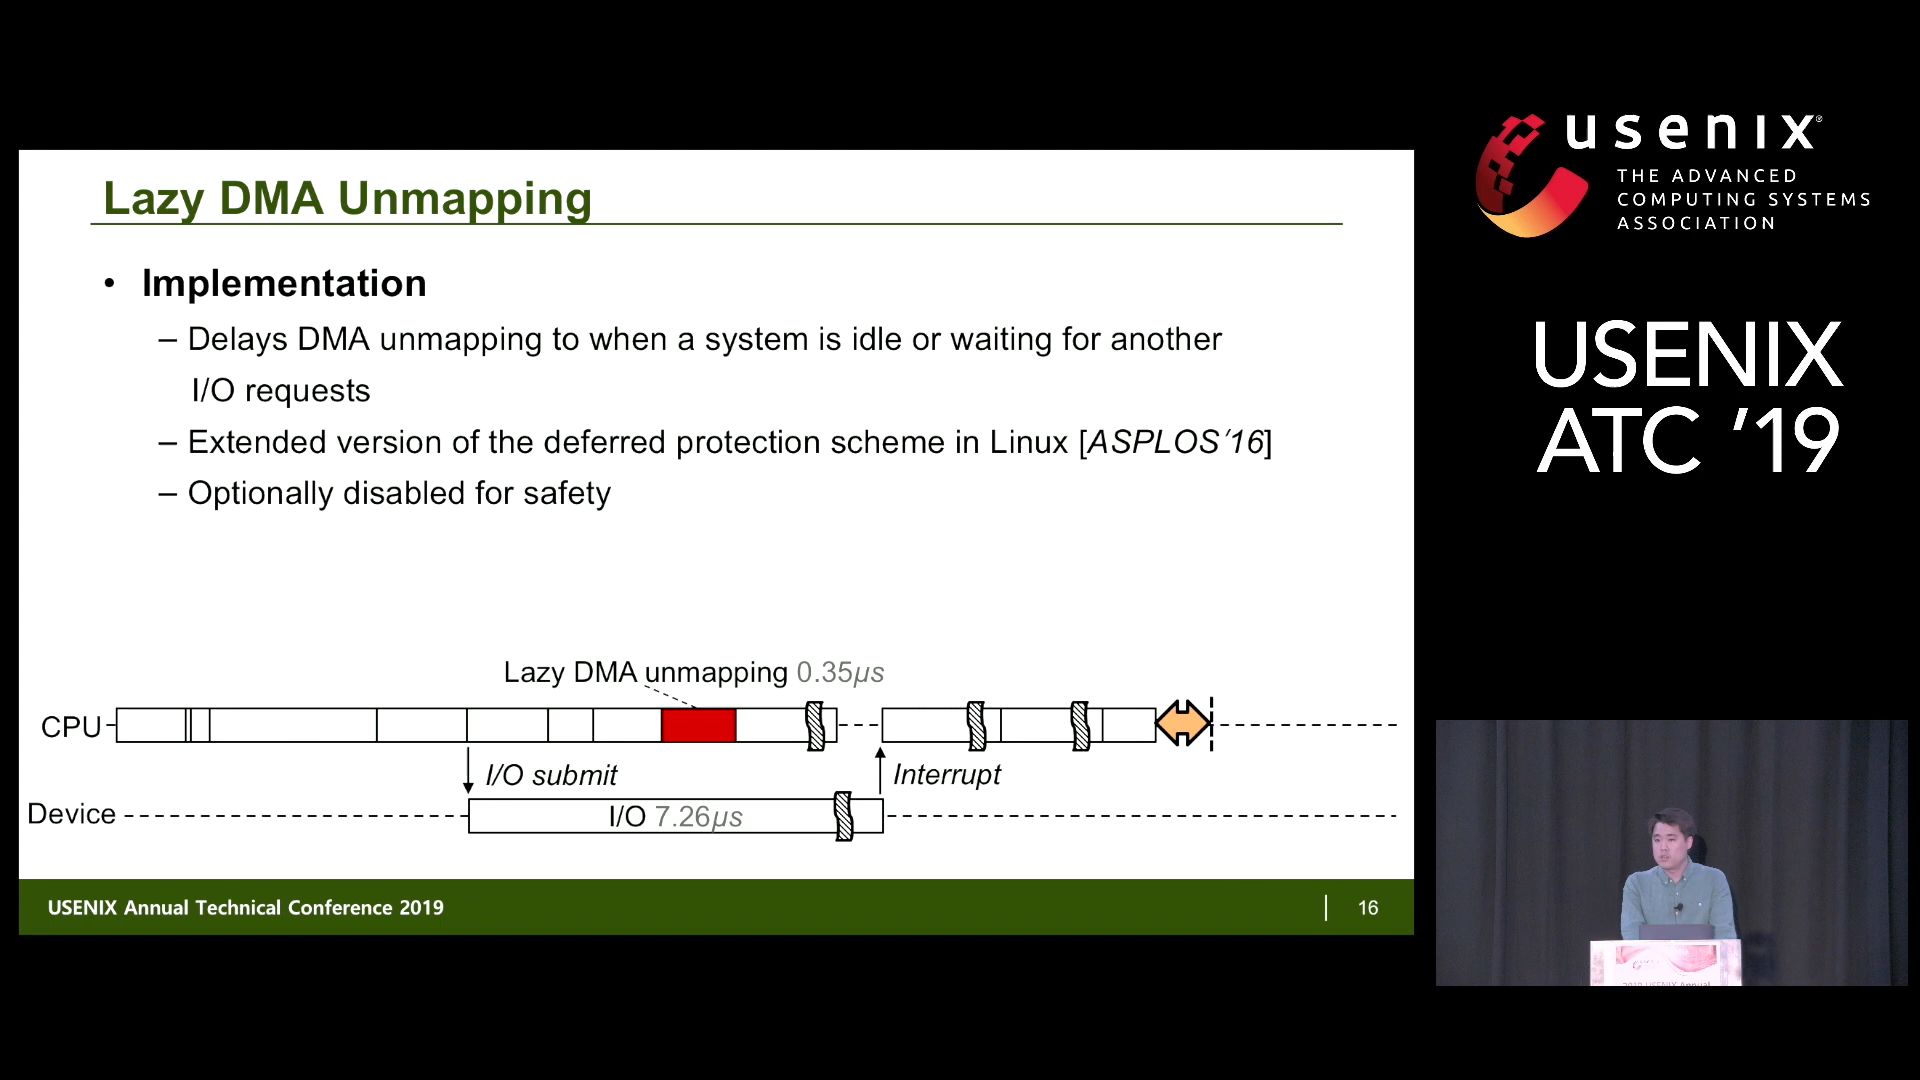 Lazy DMA Unmapping
• Implementation
– Delays DMA unmapping to when a system is idle or waiting for another
I/O requests
– Extended version of the deferred protection scheme in Linux [ASPLOS′16]
– Optionally disabled for safety
Lazy DMA unmapping 0.35µs
CPU
I/O submit
Interrupt
Device
I/O 7.26µs
USENIX Annual Technical Conference 2019
16
usenix®
THE ADVANCED
COMPUTING SYSTEMS
ASSOCIATION
USENIX
ATC ’19
2019 USENIX Annual